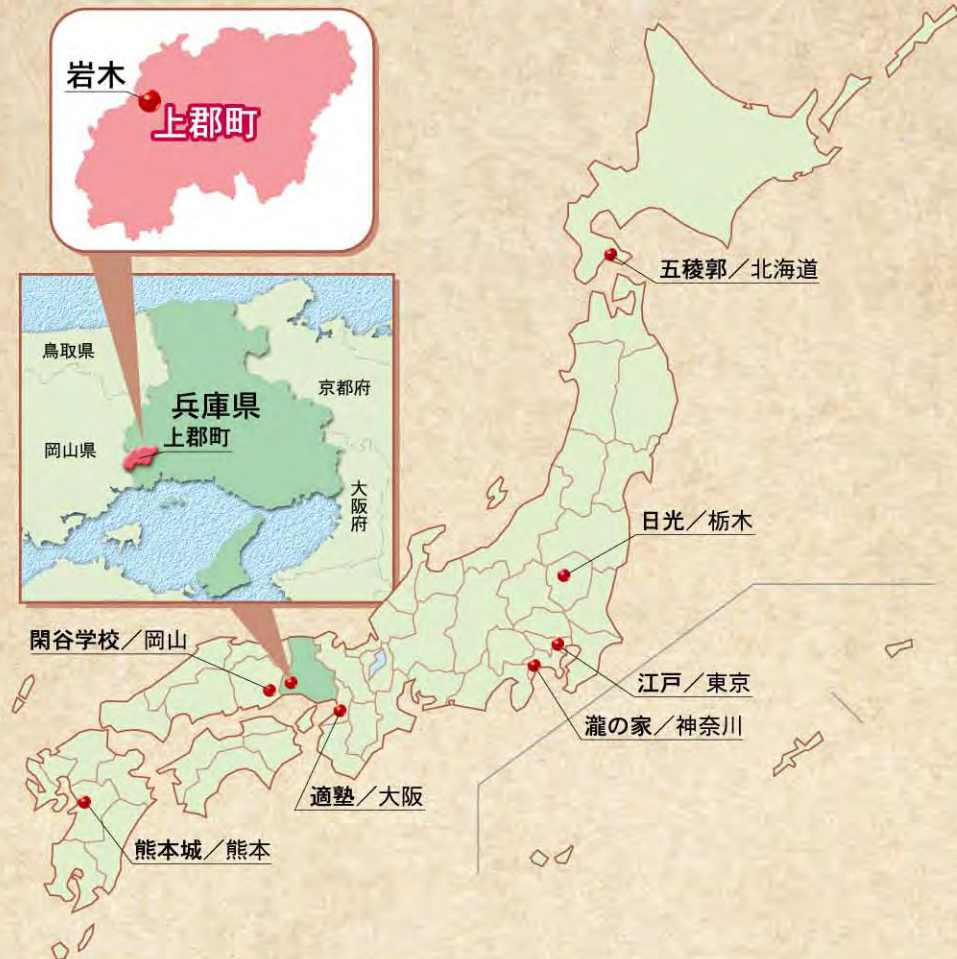 岩木
上郡町
鳥取県
京都府
兵庫県
上郡町
岡山県
大阪府
五稜郭／北海道
日光／栃木
閑谷学校／岡山
江戸／東京
瀧の家／神奈川
適塾／大阪
熊本城／熊本